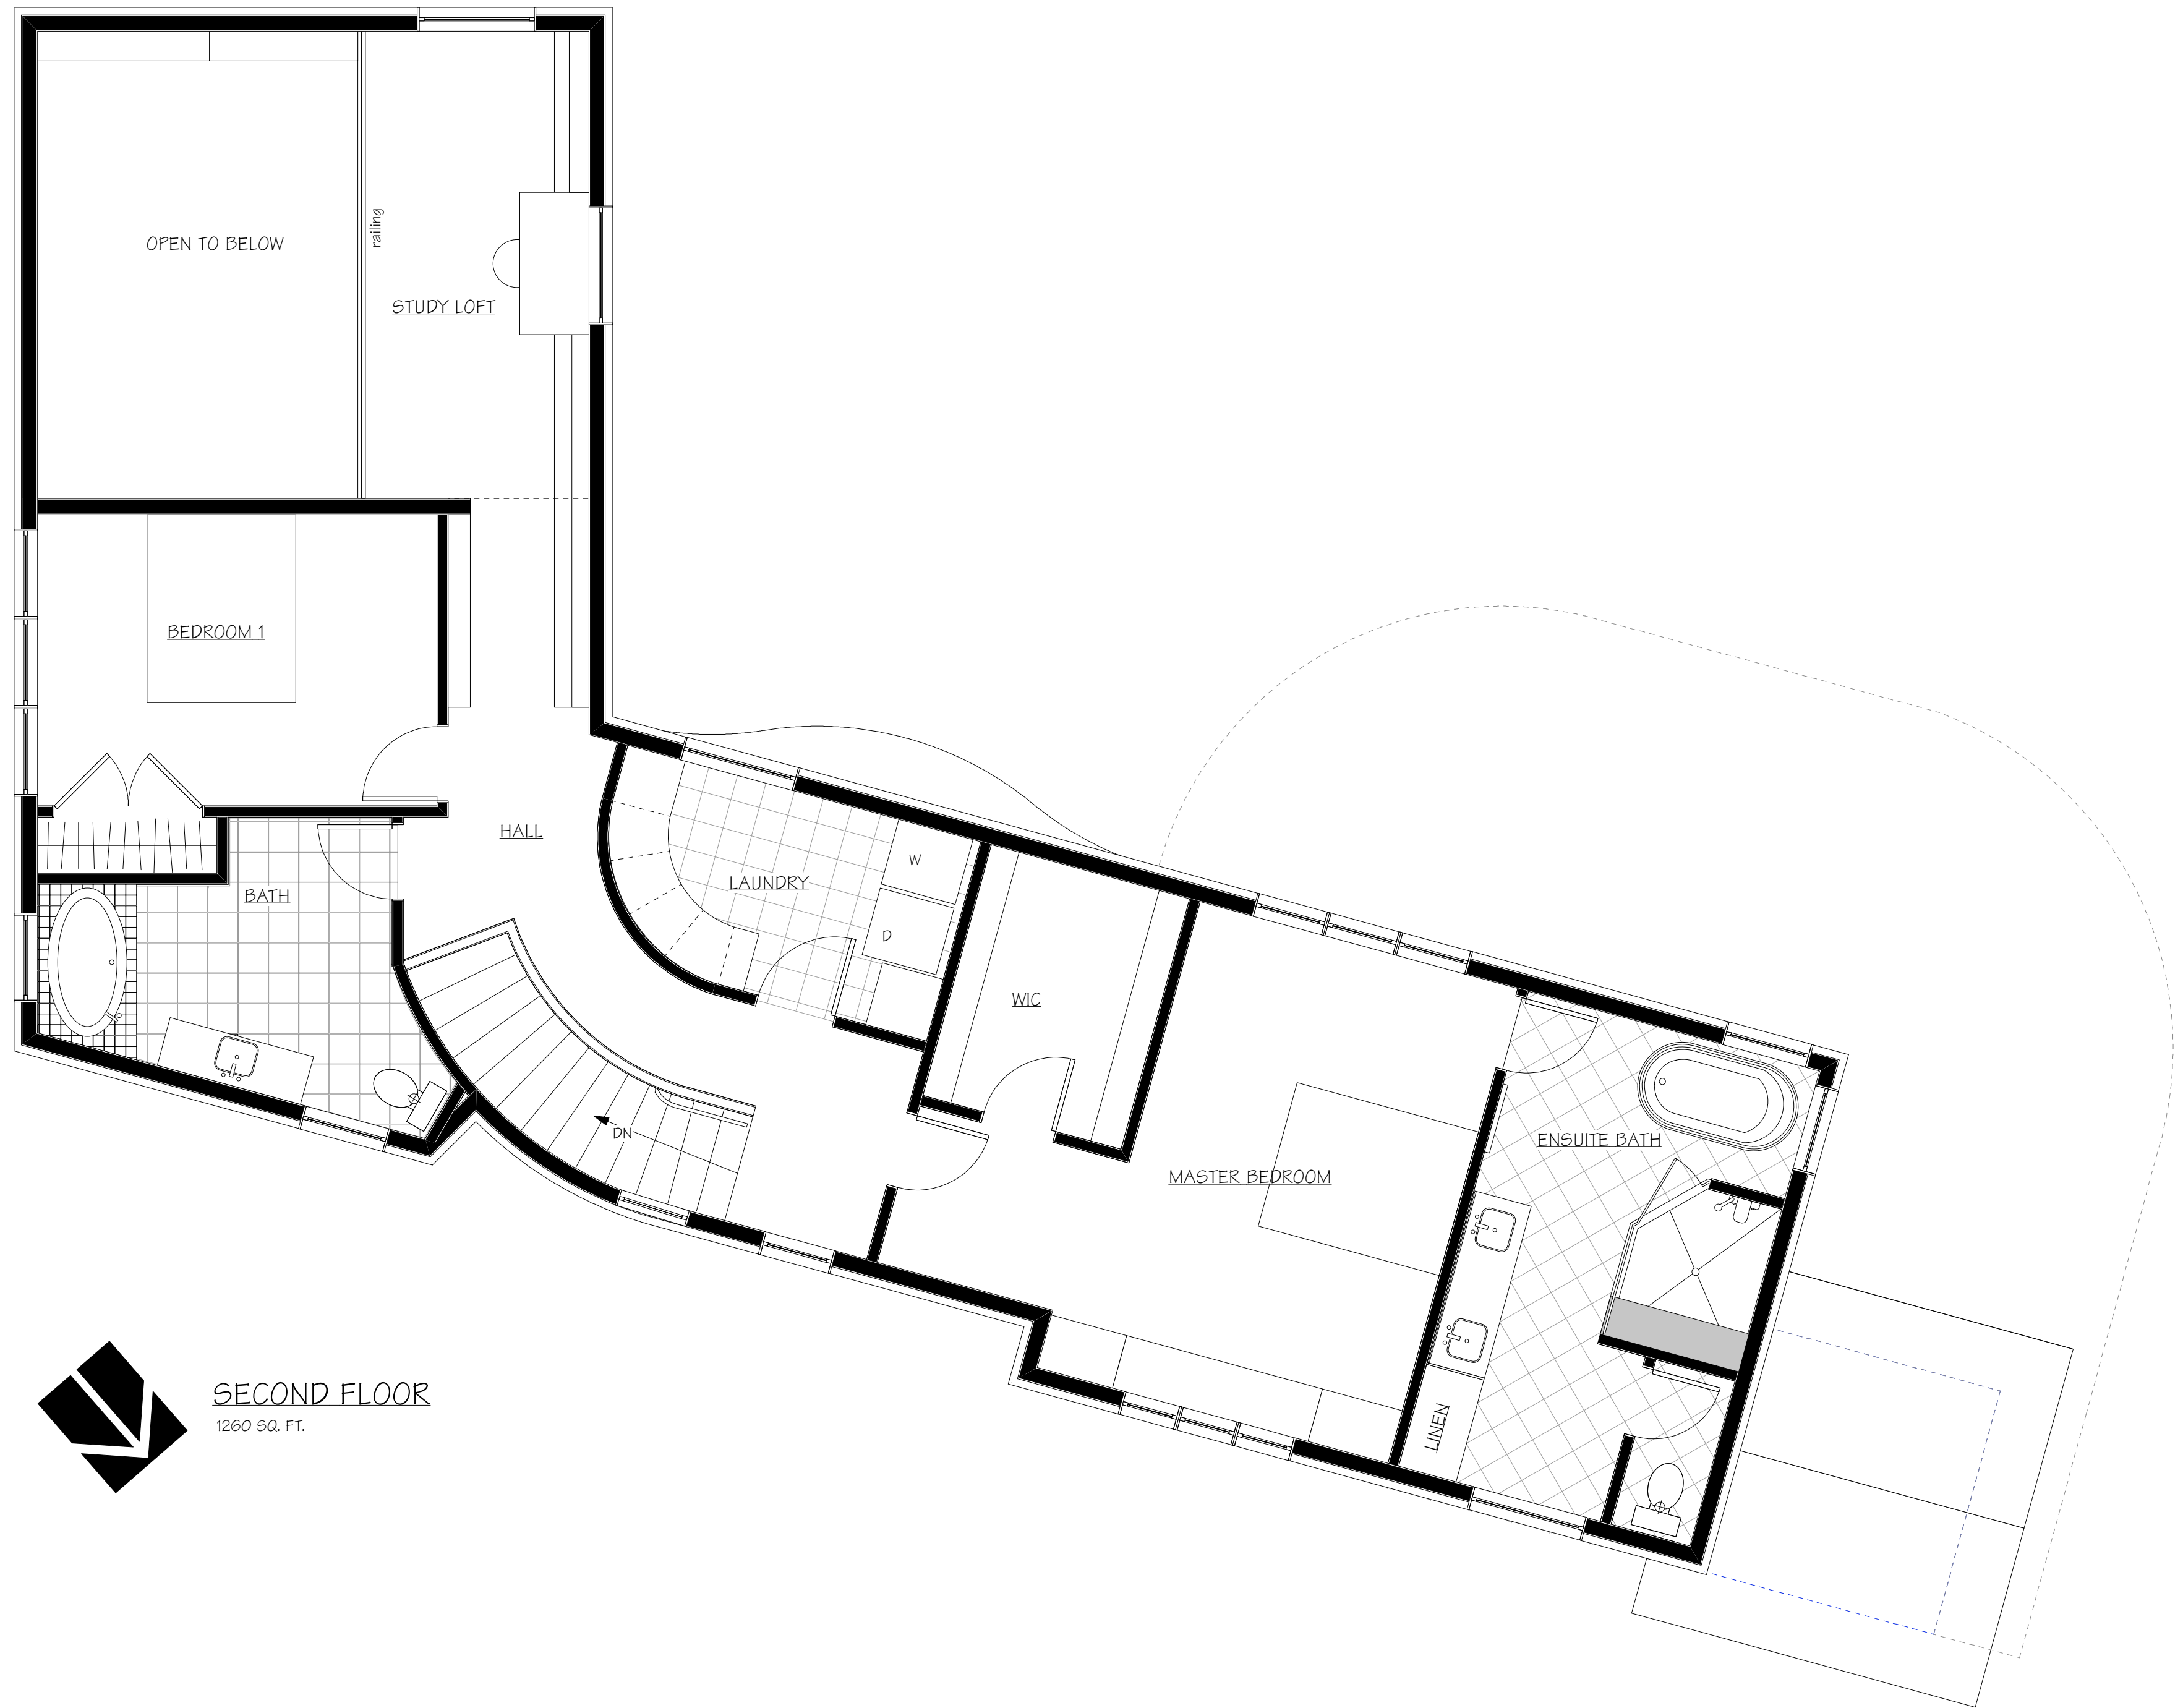 OPEN TO BELOW
railing
STUDY LOFT
BEDROOM 1
HALL
BATH
LAUNDRY
W
D
WIC
DN
MASTER BEDROOM
ENSUITE BATH
LINEN
SECOND FLOOR
1260 SQ. FT.